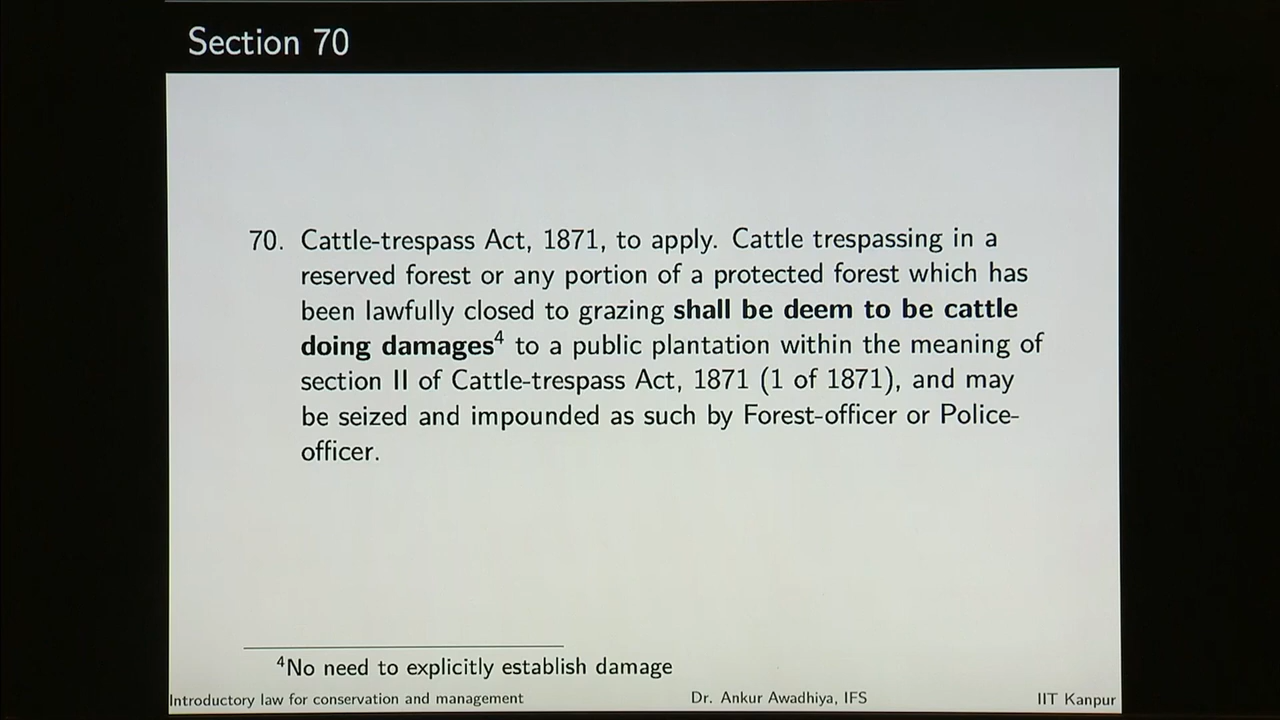 Section 70
70. Cattle-trespass Act, 1871, to apply. Cattle trespassing in a
reserved forest or any portion of a protected forest which has
been lawfully closed to grazing shall be deem to be cattle
doing damages⁴ to a public plantation within the meaning of
section II of Cattle-trespass Act, 1871 (1 of 1871), and may
be seized and impounded as such by Forest-officer or Police-
officer.
⁴No need to explicitly establish damage
Introductory law for conservation and management Dr. Ankur Awadhiya, IFS IIT Kanpur